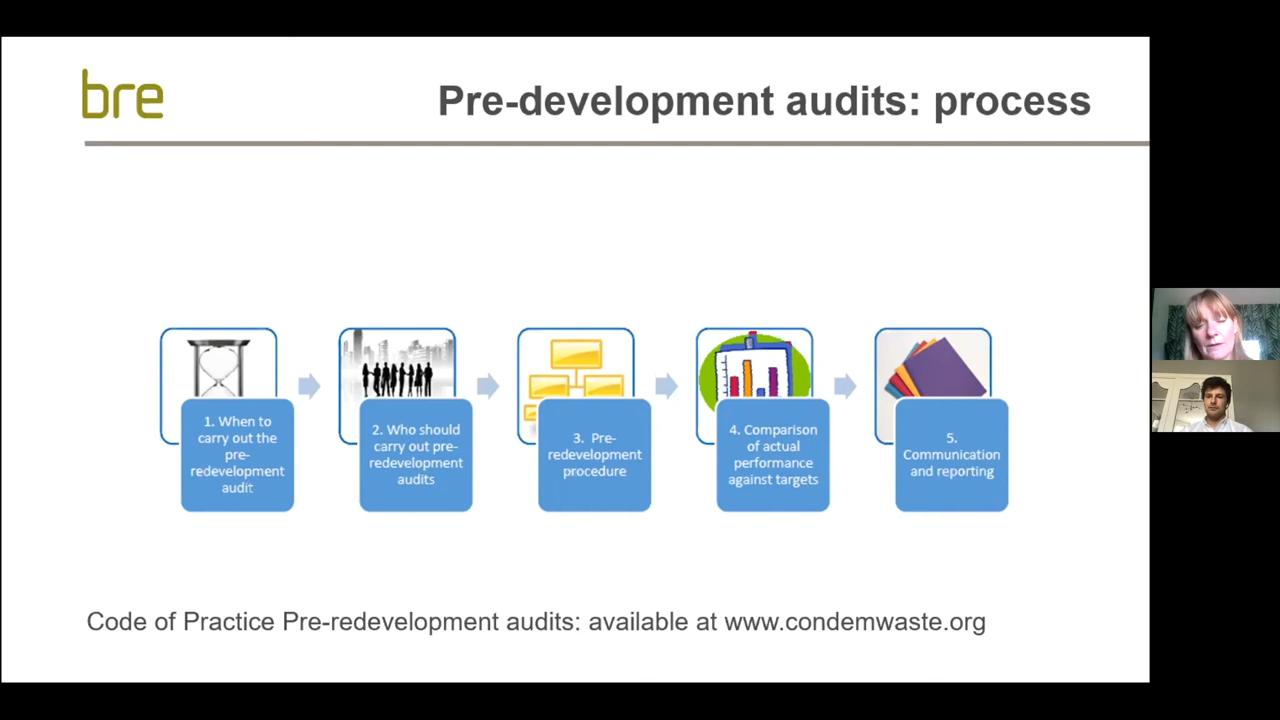 bre
Pre-development audits: process
1. When to
carry out the
pre-
redevelopment
audit
2. Who should
carry out pre-
redevelopment
audits
3. Pre-
redevelopment
procedure
4. Comparison
of actual
performance
against targets
5.
Communication
and reporting
Code of Practice Pre-redevelopment audits: available at www.condemwaste.org